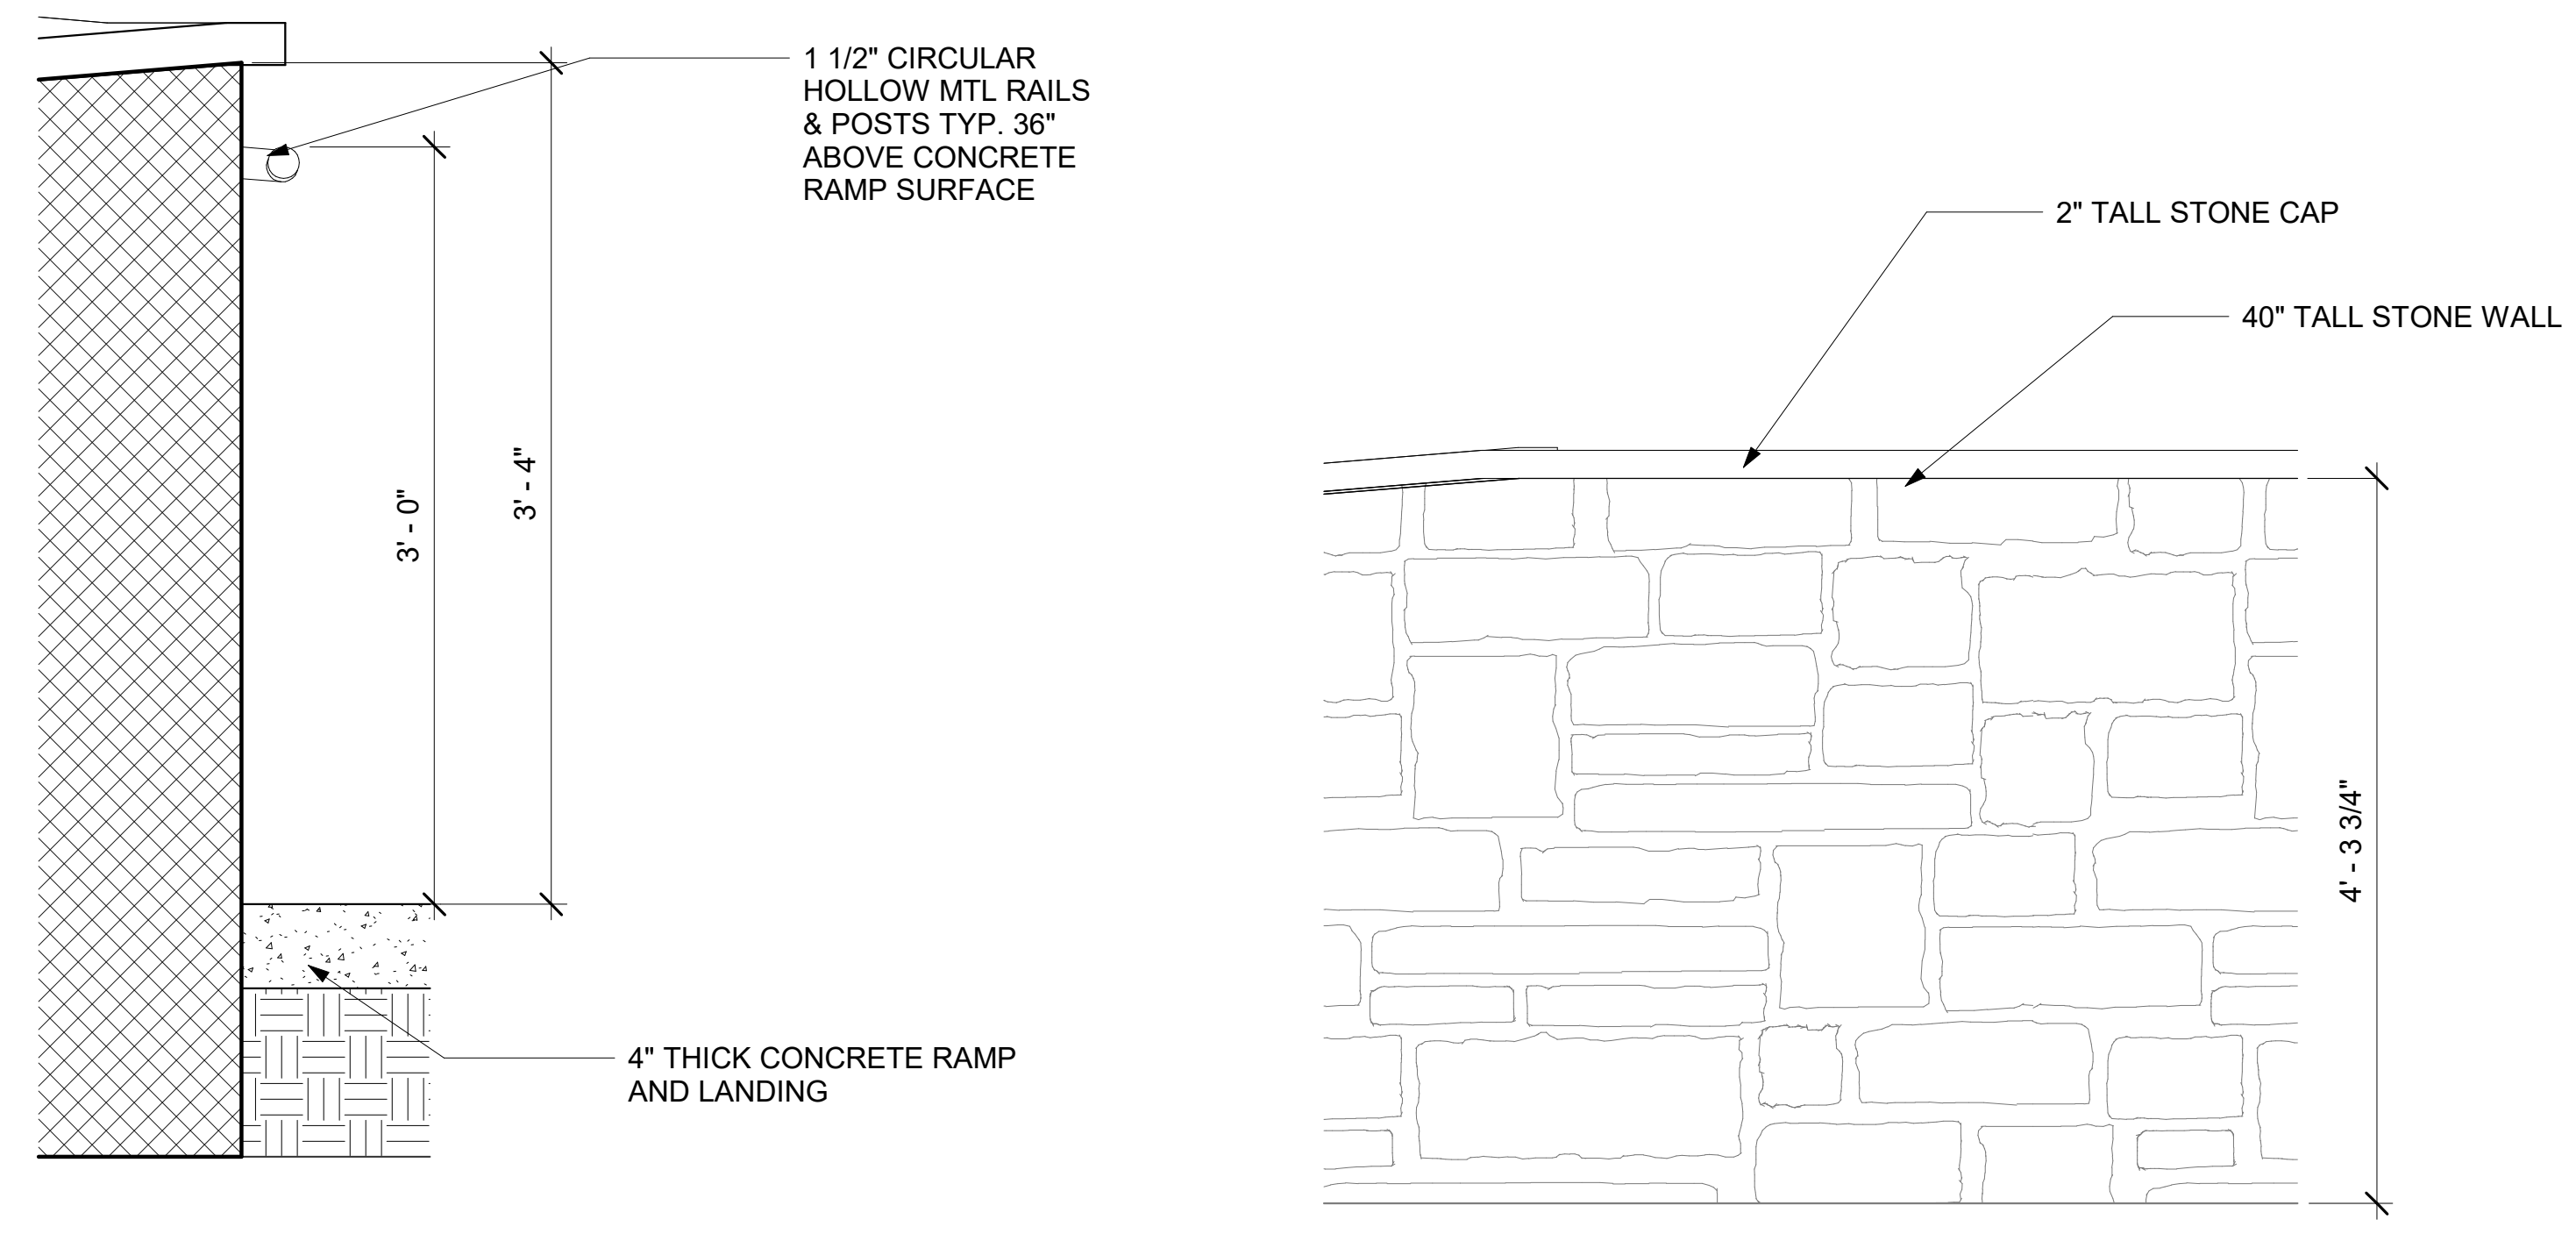 1 1/2" CIRCULAR
HOLLOW MTL RAILS
& POSTS TYP. 36"
ABOVE CONCRETE
RAMP SURFACE
3' - 0"
3' - 4"
4" THICK CONCRETE RAMP
AND LANDING
2" TALL STONE CAP
40" TALL STONE WALL
4' - 3 3/4"